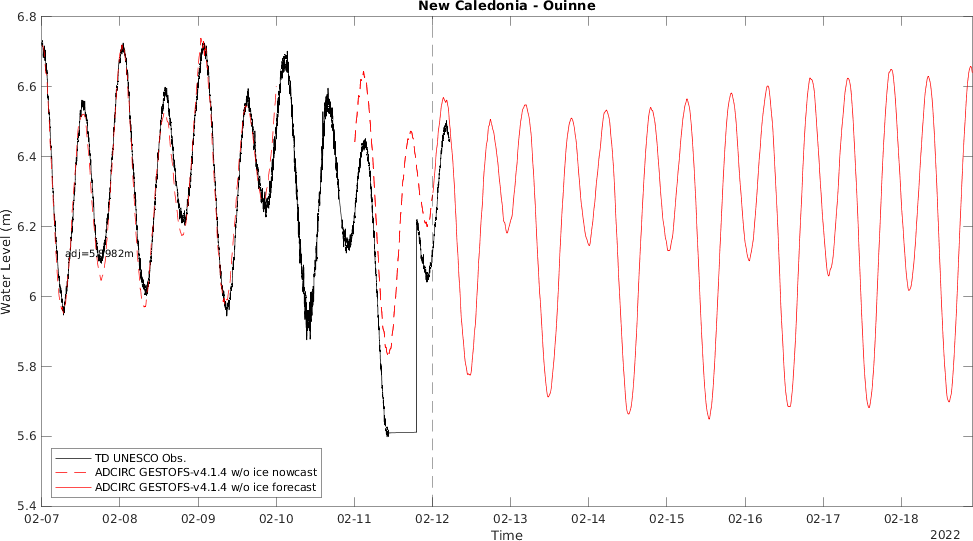 New Caledonia - Ouinne
6.8
6.6
6.4
6.2
6
5.8
5.6
5.4
Water Level (m)
adj=5.8982m
TD UNESCO Obs.
ADCIRC GESTOFS-v4.1.4 w/o ice nowcast
ADCIRC GESTOFS-v4.1.4 w/o ice forecast
02-07 02-08 02-09 02-10 02-11 02-12 02-13 02-14 02-15 02-16 02-17 02-18
Time
2022